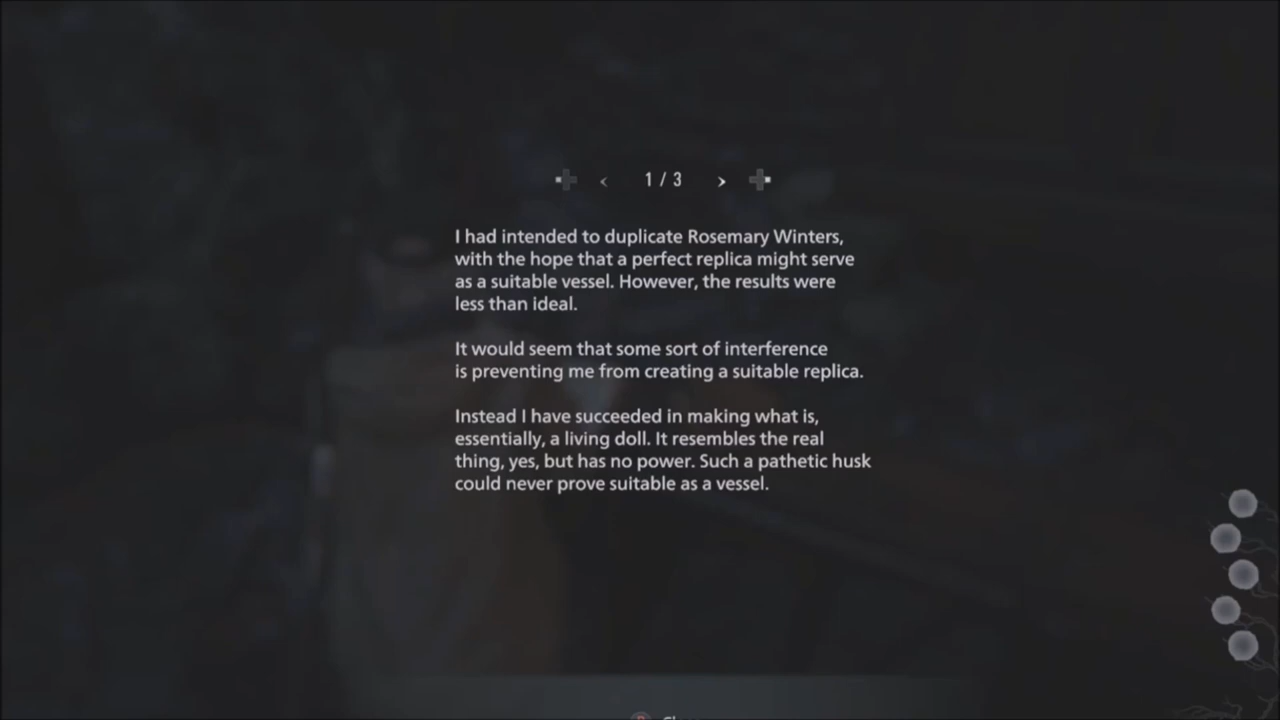 < 1 / 3 >
I had intended to duplicate Rosemary Winters,
with the hope that a perfect replica might serve
as a suitable vessel. However, the results were
less than ideal.
It would seem that some sort of interference
is preventing me from creating a suitable replica.
Instead I have succeeded in making what is,
essentially, a living doll. It resembles the real
thing, yes, but has no power. Such a pathetic husk
could never prove suitable as a vessel.